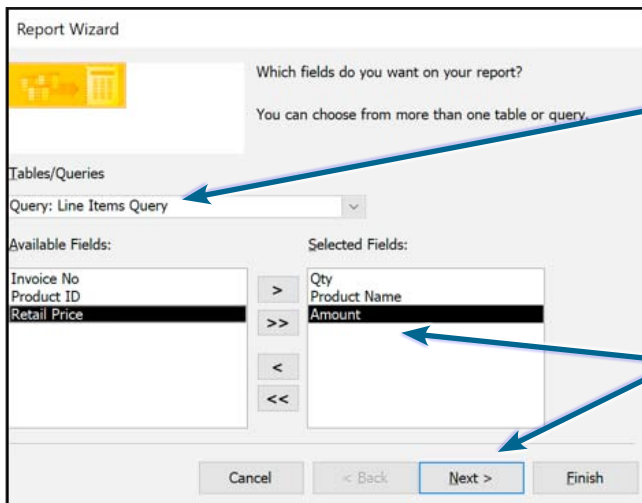 Report Wizard
Which fields do you want on your report?
You can choose from more than one table or query.
Tables/Queries
Query: Line Items Query
Available Fields:
Selected Fields:
Invoice No
Product ID
Retail Price
>
>>
<
<<
Qty
Product Name
Amount
Cancel
< Back
Next >
Finish